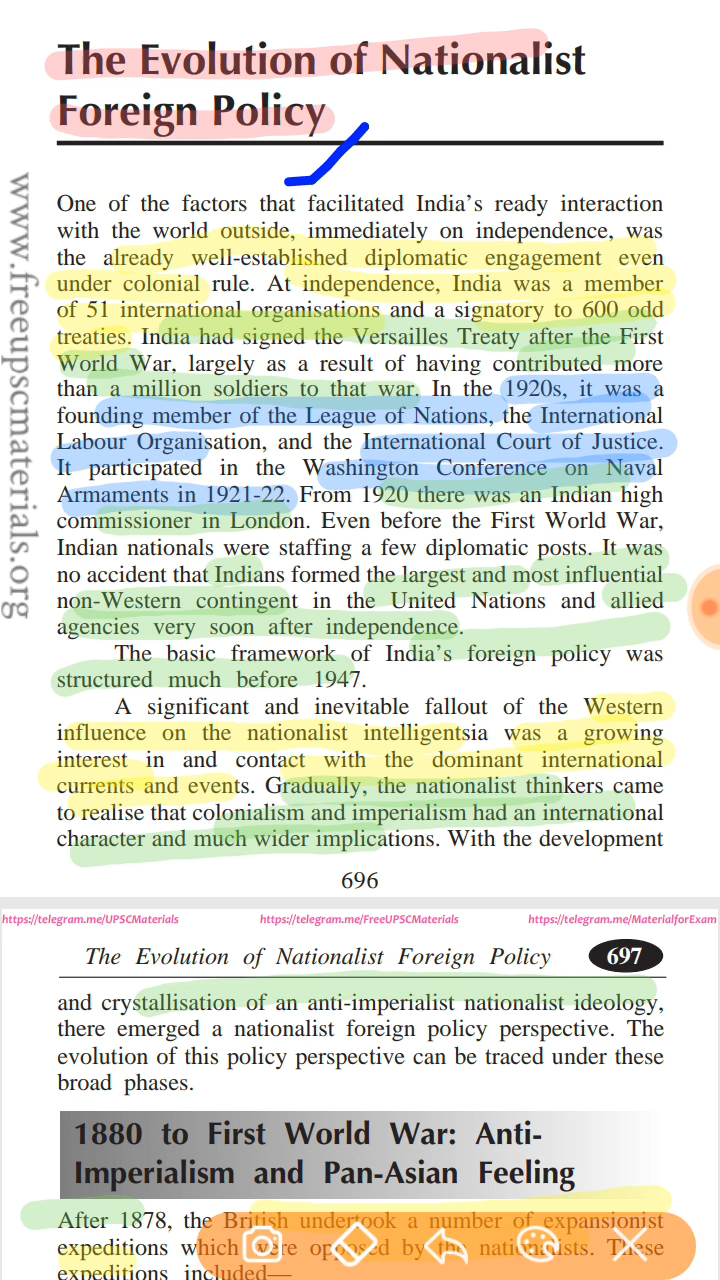 The Evolution of Nationalist
Foreign Policy
www.freeupscmaterials.org
One of the factors that facilitated India's ready interaction
with the world outside, immediately on independence, was
the already well-established diplomatic engagement even
under colonial rule. At independence, India was a member
of 51 international organisations and a signatory to 600 odd
treaties. India had signed the Versailles Treaty after the First
World War, largely as a result of having contributed more
than a million soldiers to that war. In the 1920s, it was a
founding member of the League of Nations, the International
Labour Organisation, and the International Court of Justice.
It participated in the Washington Conference on Naval
Armaments in 1921-22. From 1920 there was an Indian high
commissioner in London. Even before the First World War,
Indian nationals were staffing a few diplomatic posts. It was
no accident that Indians formed the largest and most influential
non-Western contingent in the United Nations and allied
agencies very soon after independence.
The basic framework of India's foreign policy was
structured much before 1947.
A significant and inevitable fallout of the Western
influence on the nationalist intelligentsia was a growing
interest in and contact with the dominant international
currents and events. Gradually, the nationalist thinkers came
to realise that colonialism and imperialism had an international
character and much wider implications. With the development
696
https://telegram.me/UPSCMaterials https://telegram.me/FreeUPSCMaterials https://telegram.me/MaterialforExam
The Evolution of Nationalist Foreign Policy 697
and crystallisation of an anti-imperialist nationalist ideology,
there emerged a nationalist foreign policy perspective. The
evolution of this policy perspective can be traced under these
broad phases.
1880 to First World War: Anti-
Imperialism and Pan-Asian Feeling
After 1878, the British undertook a number of expansionist
expeditions which were opposed by the nationalists. These
expeditions included—